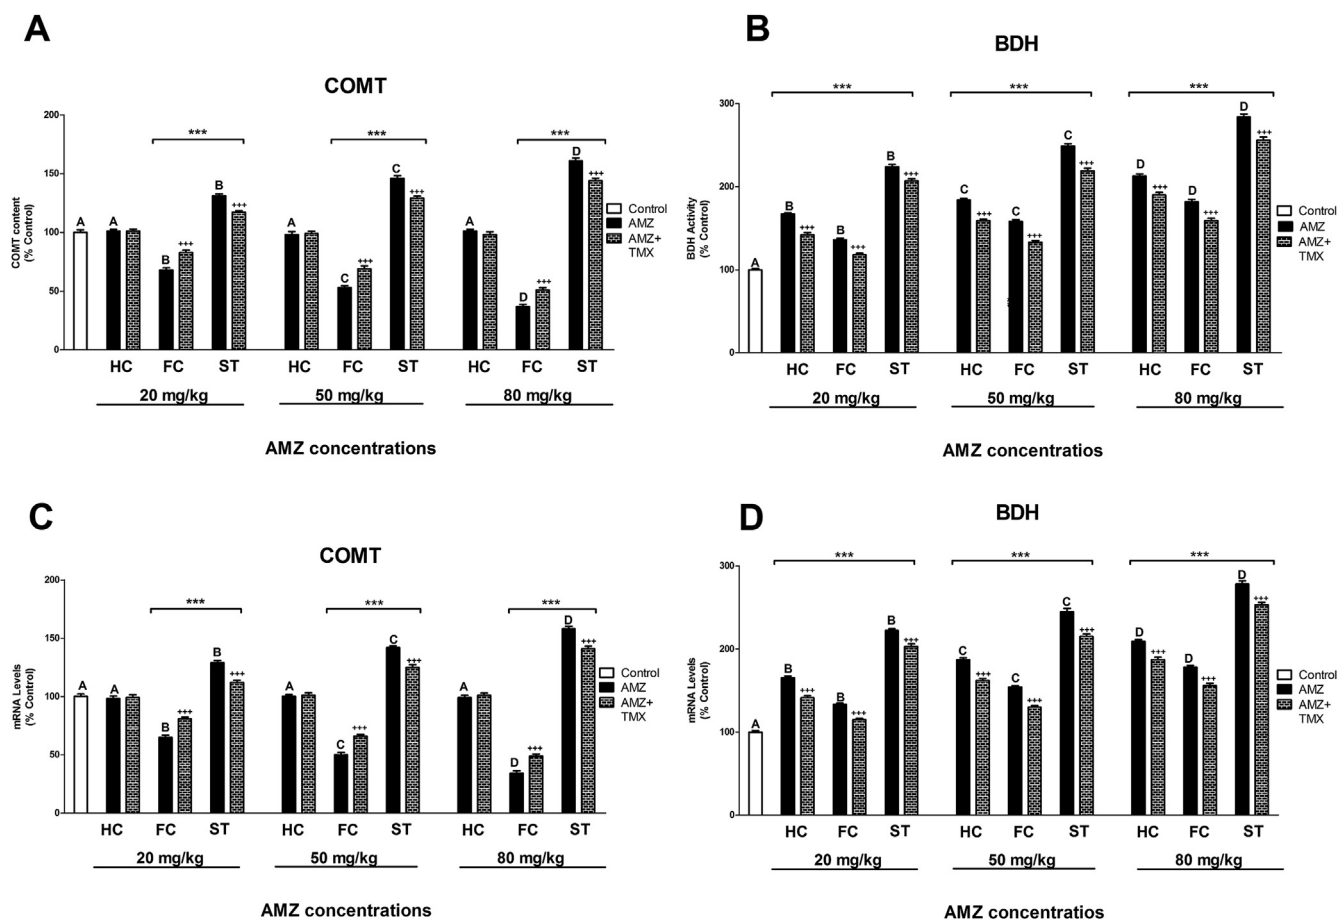 A
COMT
COMT content
(% Control)
200
150
100
50
0
A
A
B
+++
B
+++
***
A
C
+++
C
+++
***
A
D
+++
D
+++
***
HC
FC
ST
HC
FC
ST
HC
FC
ST
20 mg/kg
50 mg/kg
80 mg/kg
AMZ concentrations
Control
AMZ
AMZ+
TMX
B
BDH
BDH Activity
(% Control)
300
200
100
0
A
B
+++
B
+++
B
+++
***
C
+++
C
+++
C
+++
***
D
+++
D
+++
D
+++
***
HC
FC
ST
HC
FC
ST
HC
FC
ST
20 mg/kg
50 mg/kg
80 mg/kg
AMZ concentratios
Control
AMZ
AMZ+
TMX
C
COMT
mRNA Levels
(% Control)
200
150
100
50
0
A
A
B
+++
B
+++
***
A
C
+++
C
+++
***
A
D
+++
D
+++
***
HC
FC
ST
HC
FC
ST
HC
FC
ST
20 mg/kg
50 mg/kg
80 mg/kg
AMZ concentrations
Control
AMZ
AMZ+
TMX
D
BDH
mRNA Levels
(% Control)
300
200
100
0
A
B
+++
B
+++
B
+++
***
C
+++
C
+++
C
+++
***
D
+++
D
+++
D
+++
***
HC
FC
ST
HC
FC
ST
HC
FC
ST
20 mg/kg
50 mg/kg
80 mg/kg
AMZ concentratios
Control
AMZ
AMZ+
TMX